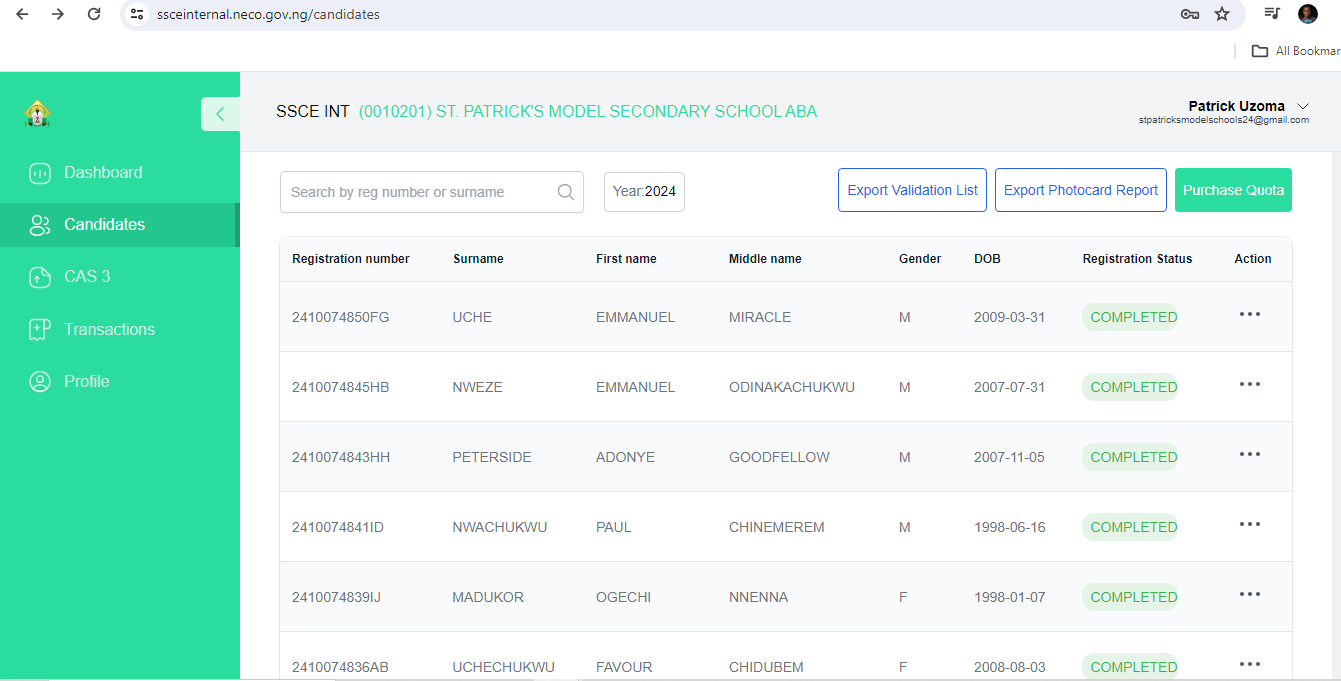 ssceinternal.neco.gov.ng/candidates
All Bookmar
SSCE INT (0010201) ST. PATRICK'S MODEL SECONDARY SCHOOL ABA
Patrick Uzoma
stpatricksmodelschools24@gmail.com
Dashboard
Candidates
CAS 3
Transactions
Profile
Search by reg number or surname
Year:2024
Export Validation List
Export Photocard Report
Purchase Quota
Registration number Surname First name Middle name Gender DOB Registration Status Action
2410074850FG UCHE EMMANUEL MIRACLE M 2009-03-31 COMPLETED
2410074845HB NWEZE EMMANUEL ODINAKACHUKWU M 2007-07-31 COMPLETED
2410074843HH PETERSIDE ADONYE GOODFELLOW M 2007-11-05 COMPLETED
2410074841ID NWACHUKWU PAUL CHINEMEREM M 1998-06-16 COMPLETED
2410074839IJ MADUKOR OGECHI NNENNA F 1998-01-07 COMPLETED
2410074836AB UCHECHUKWU FAVOUR CHIDUBEM F 2008-08-03 COMPLETED